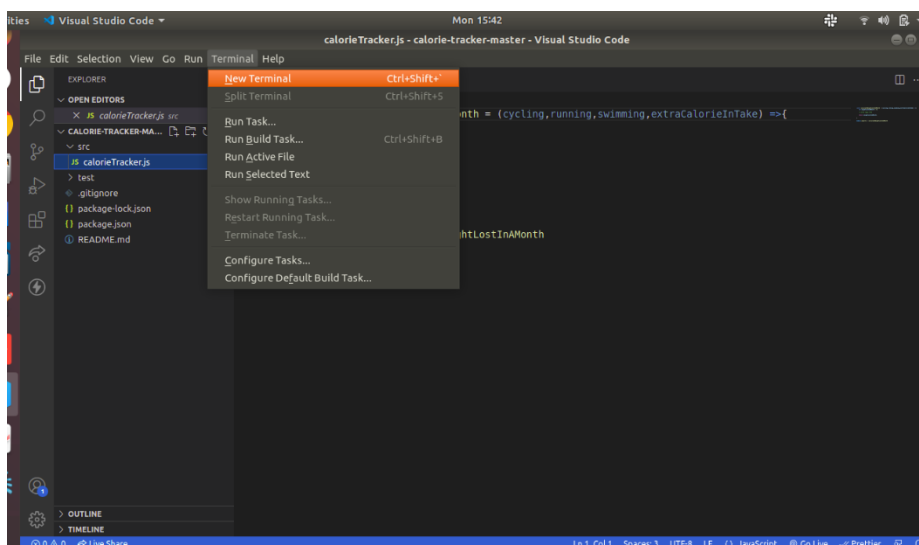 ities Visual Studio Code Mon 15:42
calorieTracker.js - calorie-tracker-master - Visual Studio Code
File Edit Selection View Go Run Terminal Help
EXPLORER
OPEN EDITORS
JS calorieTracker.js src
CALORIE-TRACKER-MA...
src
JS calorieTracker.js
test
.gitignore
{} package-lock.json
{} package.json
README.md
New Terminal Ctrl+Shift+`
Split Terminal Ctrl+Shift+5
Run Task...
Run Build Task... Ctrl+Shift+B
Run Active File
Run Selected Text
Show Running Tasks...
Restart Running Task...
Terminate Task...
Configure Tasks...
Configure Default Build Task...
nth = (cycling,running,swimming,extraCalorieInTake) =>{
htLostInAMonth
OUTLINE
TIMELINE
0 0 Live Share Ln 1, Col 1 Spaces: 3 UTF-8 LF {} JavaScript Go Live Prettier